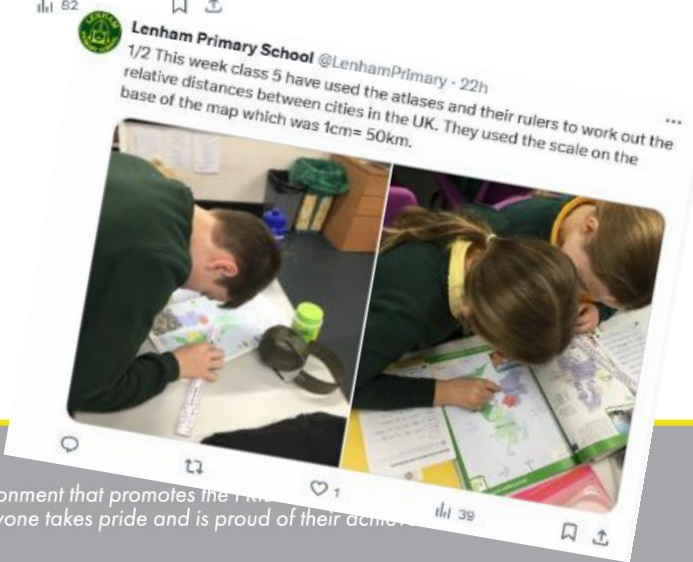 82
Lenham Primary School @LenhamPrimary · 22h
1/2 This week class 5 have used the atlases and their rulers to work out the
relative distances between cities in the UK. They used the scale on the
base of the map which was 1cm= 50km.
1
39
onment that promotes the
yone takes pride and is proud of their